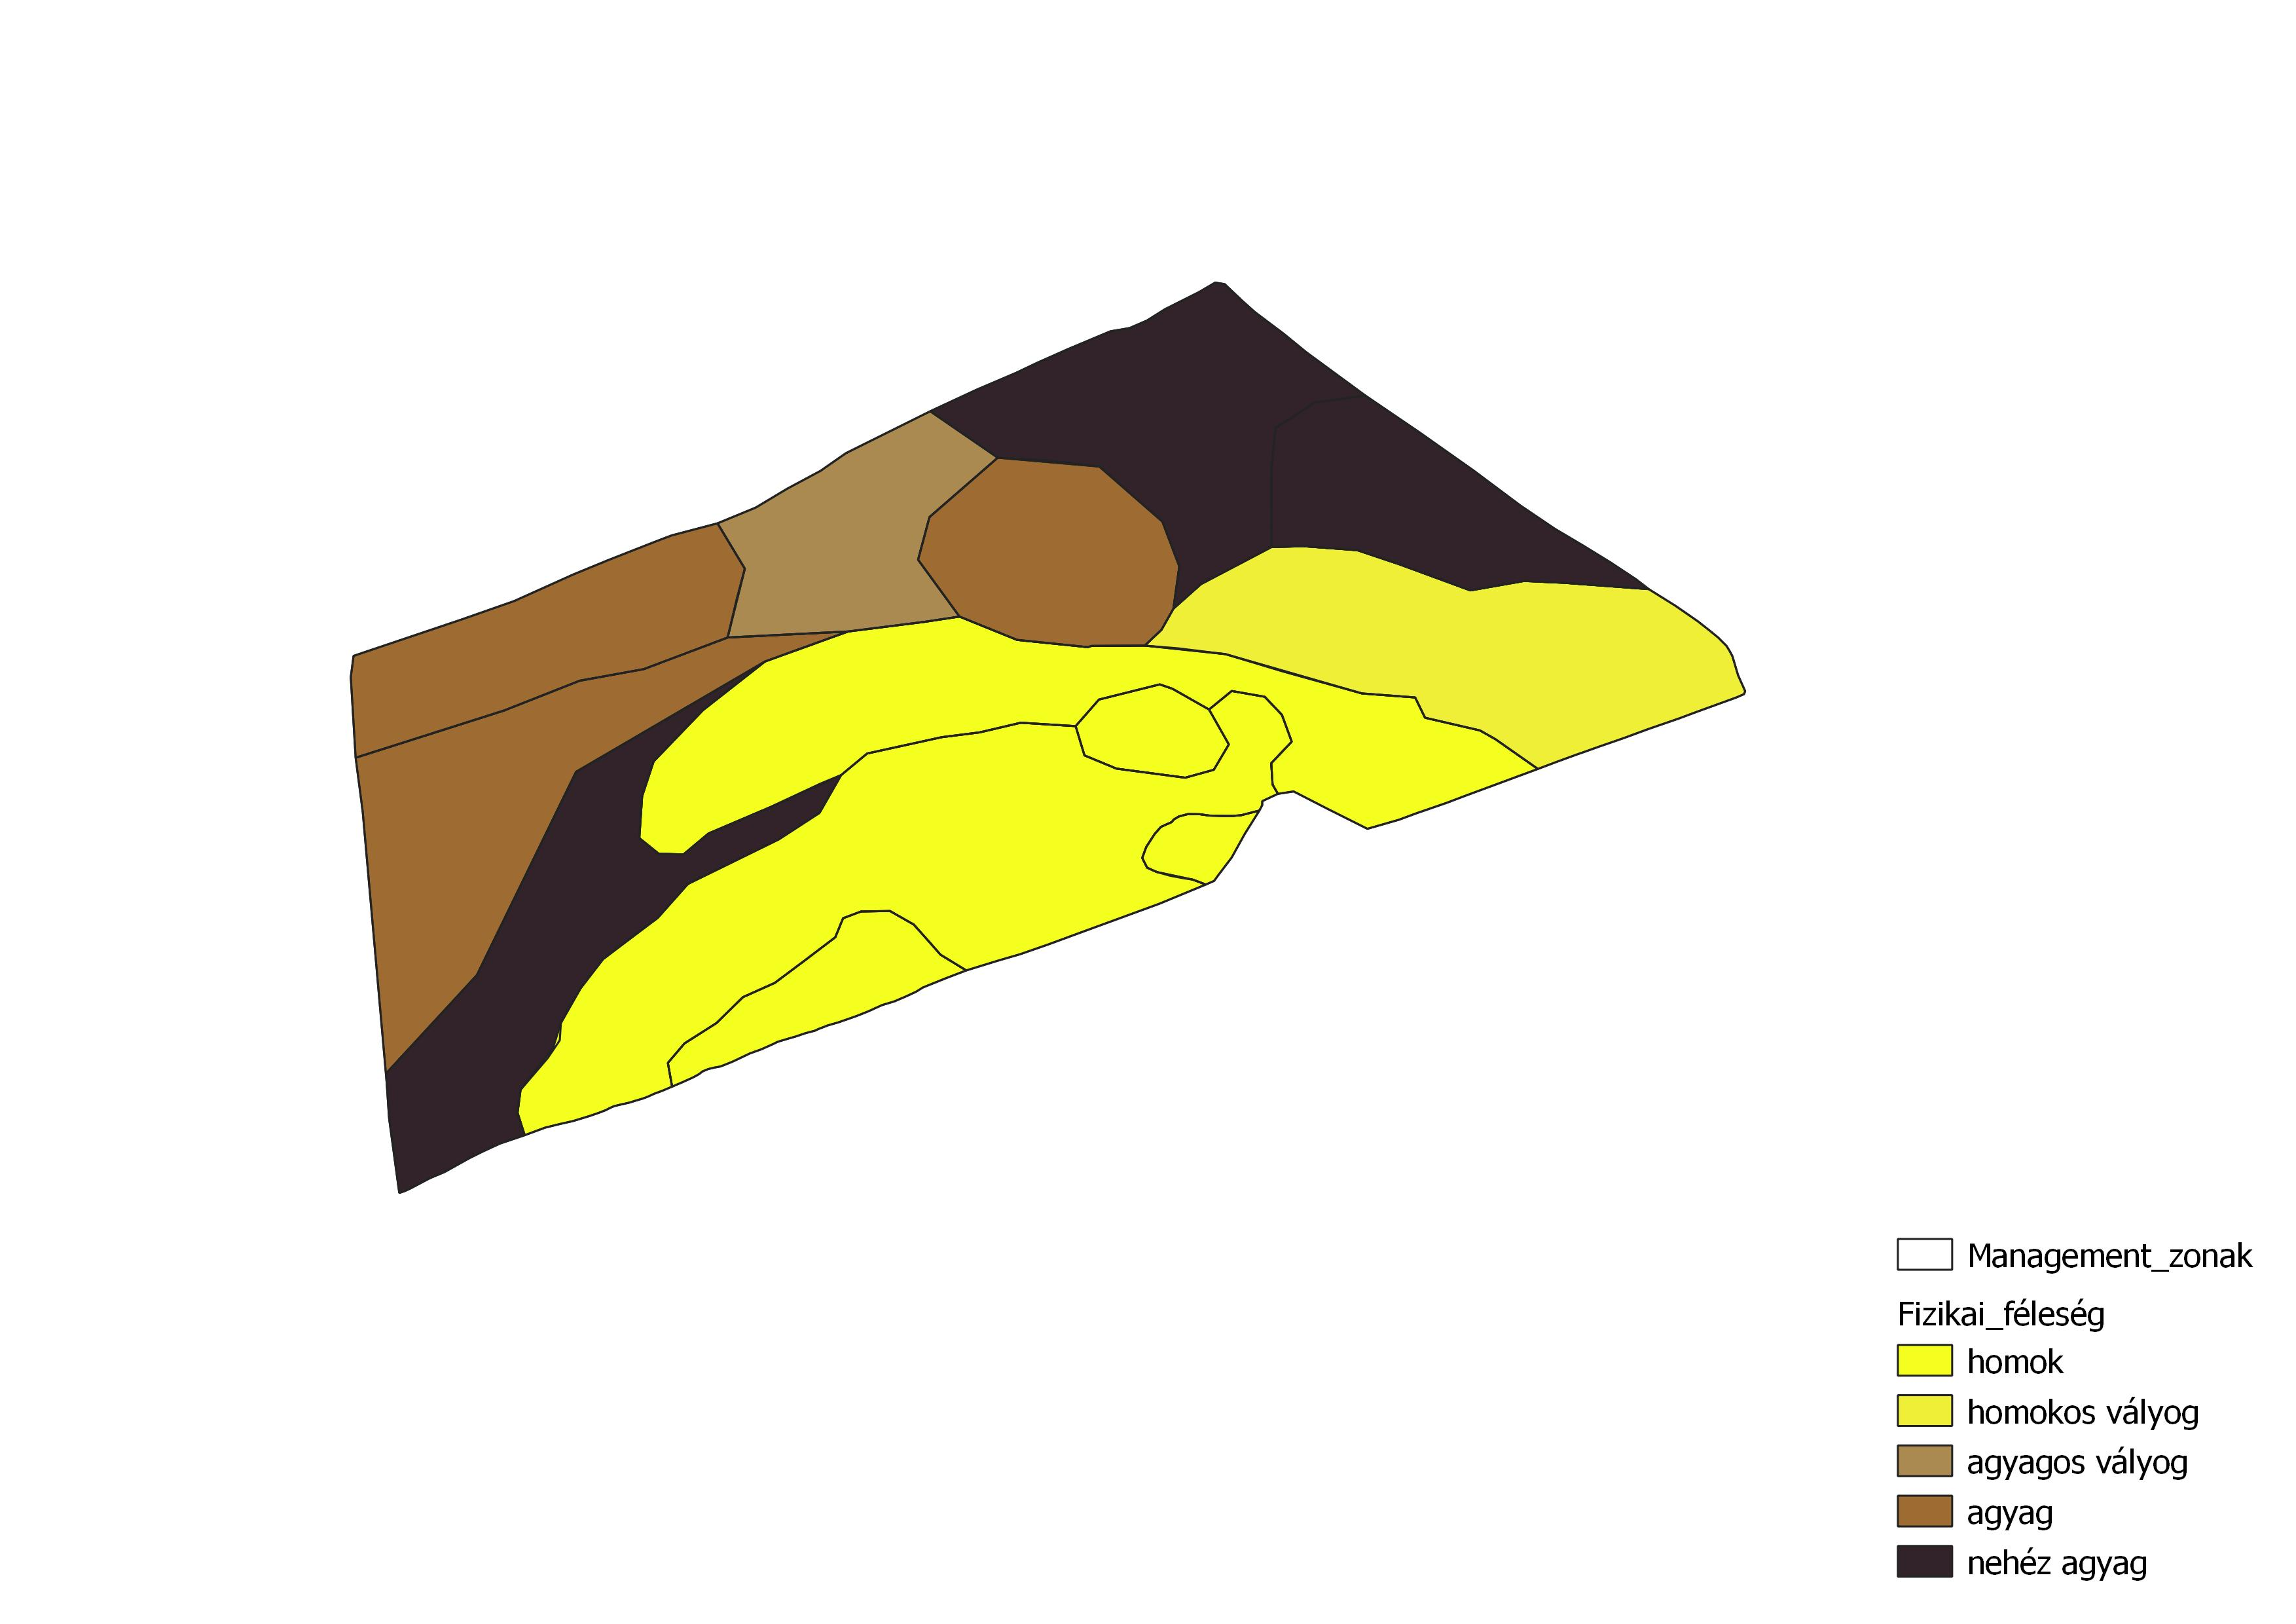 Management_zonak
Fizikai_féleség
homok
homokos vályog
agyagos vályog
agyag
nehéz agyag